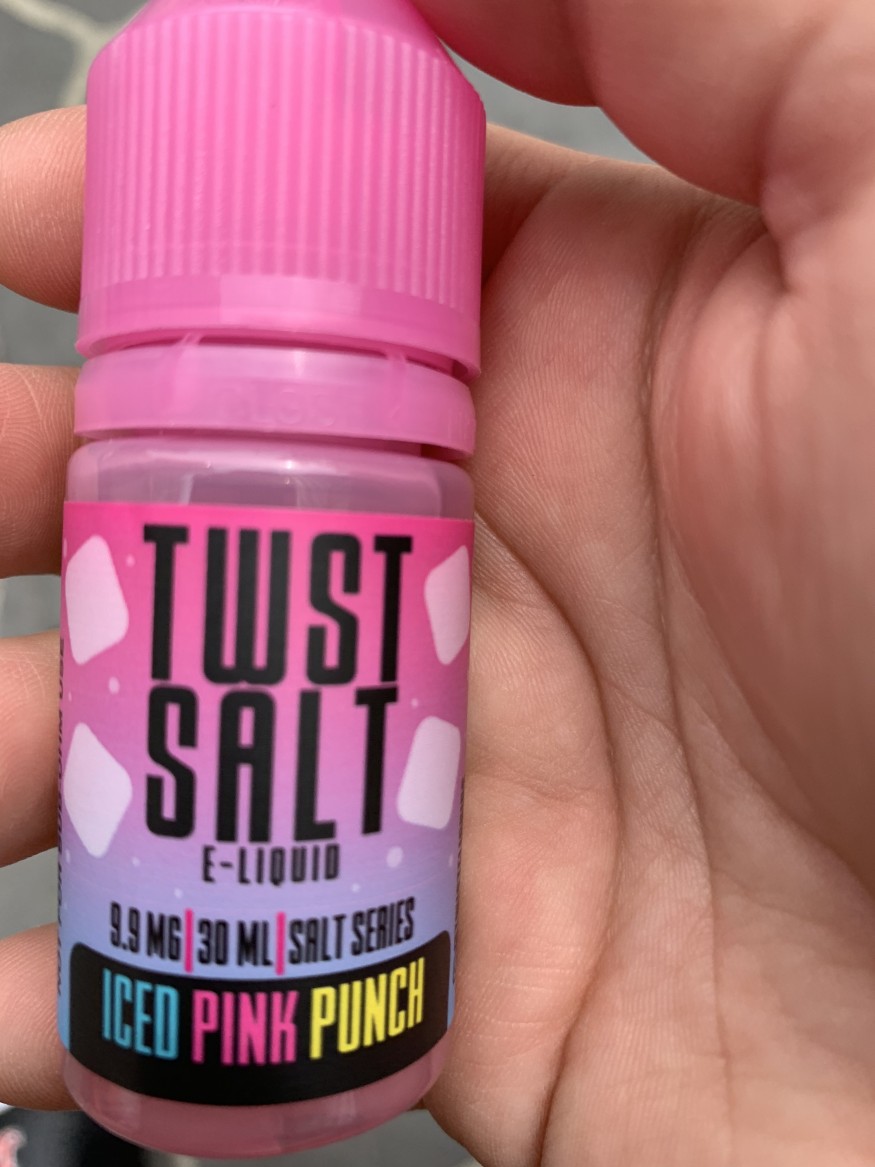 TWST
SALT
E-LIQUID
9.9 MG|30 ML|SALT SERIES
ICED PINK PUNCH